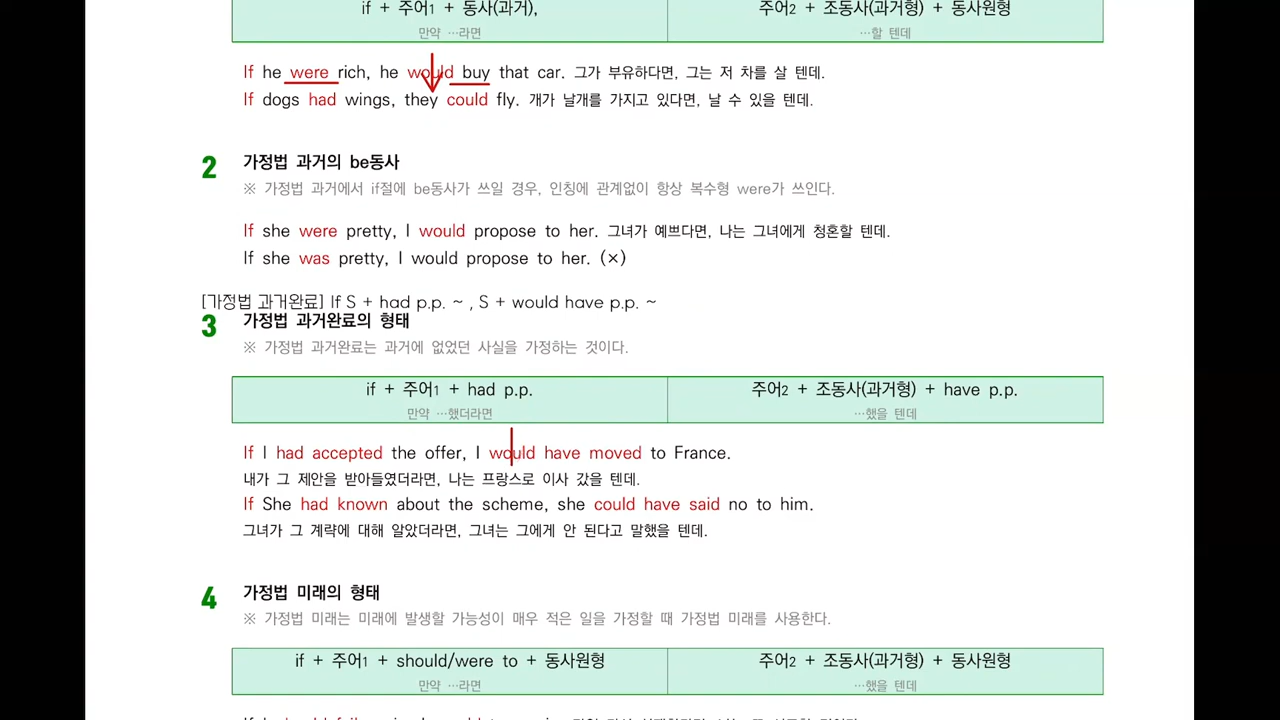 if + 주어1 + 동사(과거), 주어2 + 조동사(과거형) + 동사원형
만약 …라면 …할 텐데
If he were rich, he would buy that car. 그가 부유하다면, 그는 저 차를 살 텐데.
If dogs had wings, they could fly. 개가 날개를 가지고 있다면, 날 수 있을 텐데.
2 가정법 과거의 be동사
※ 가정법 과거에서 if절에 be동사가 쓰일 경우, 인칭에 관계없이 항상 복수형 were가 쓰인다.
If she were pretty, I would propose to her. 그녀가 예쁘다면, 나는 그녀에게 청혼할 텐데.
If she was pretty, I would propose to her. (×)
[가정법 과거완료] If S + had p.p. ~ , S + would have p.p. ~
3 가정법 과거완료의 형태
※ 가정법 과거완료는 과거에 없었던 사실을 가정하는 것이다.
if + 주어1 + had p.p. 주어2 + 조동사(과거형) + have p.p.
만약 …했더라면 …했을 텐데
If I had accepted the offer, I would have moved to France.
내가 그 제안을 받아들였더라면, 나는 프랑스로 이사 갔을 텐데.
If She had known about the scheme, she could have said no to him.
그녀가 그 계략에 대해 알았더라면, 그녀는 그에게 안 된다고 말했을 텐데.
4 가정법 미래의 형태
※ 가정법 미래는 미래에 발생할 가능성이 매우 적은 일을 가정할 때 가정법 미래를 사용한다.
if + 주어1 + should/were to + 동사원형 주어2 + 조동사(과거형) + 동사원형
만약 …라면 …했을 텐데